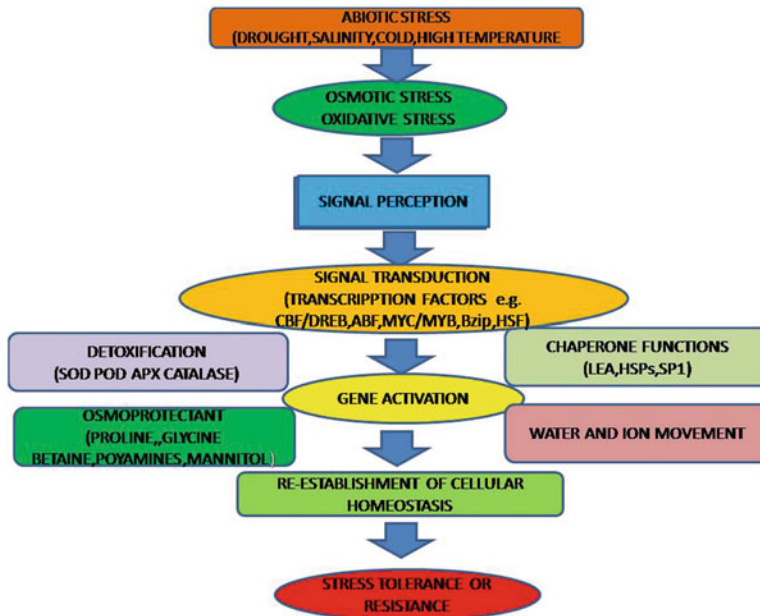 ABIOTIC STRESS
(DROUGHT,SALINITY,COLD,HIGH TEMPERATURE
OSMOTIC STRESS
OXIDATIVE STRESS
SIGNAL PERCEPTION
SIGNAL TRANSDUCTION
(TRANSCRIPPTION FACTORS e.g.
CBF/DREB,ABF,MYC/MYB,Bzip,HSF)
DETOXIFICATION
(SOD POD APX CATALASE)
CHAPERONE FUNCTIONS
(LEA,HSPs,SP1)
GENE ACTIVATION
OSMOPROTECTANT
(PROLINE,,GLYCINE
BETAINE,POYAMINES,MANNITOL)
WATER AND ION MOVEMENT
RE-ESTABLISHMENT OF CELLULAR
HOMEOSTASIS
STRESS TOLERANCE OR
RESISTANCE